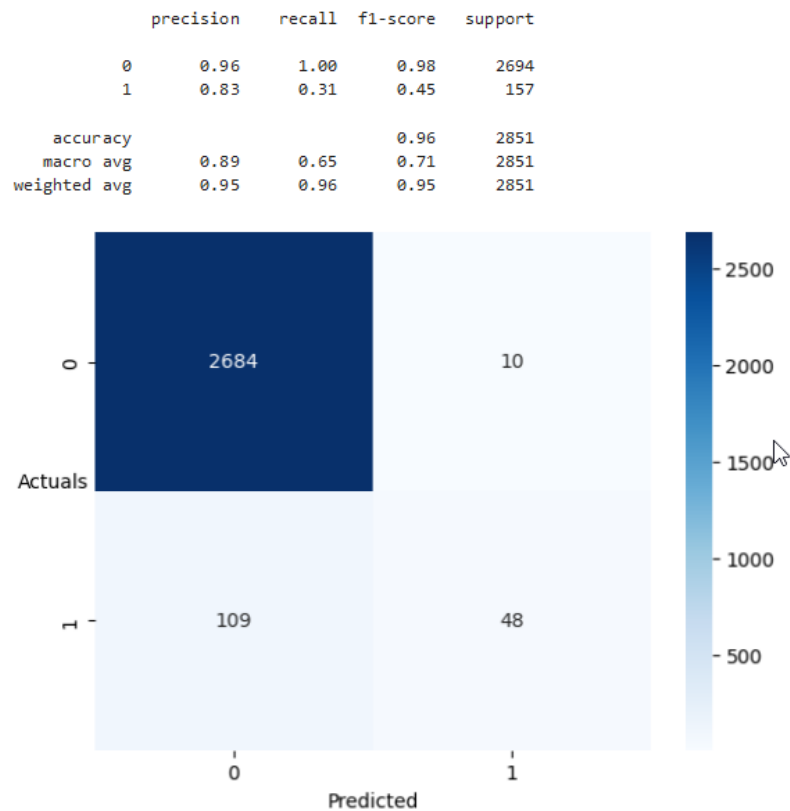 precision recall f1-score support
0 0.96 1.00 0.98 2694
1 0.83 0.31 0.45 157
accuracy 0.96 2851
macro avg 0.89 0.65 0.71 2851
weighted avg 0.95 0.96 0.95 2851
2500
0 2684 10
2000
1500
Actuals
1000
1 109 48
500
0 1
Predicted